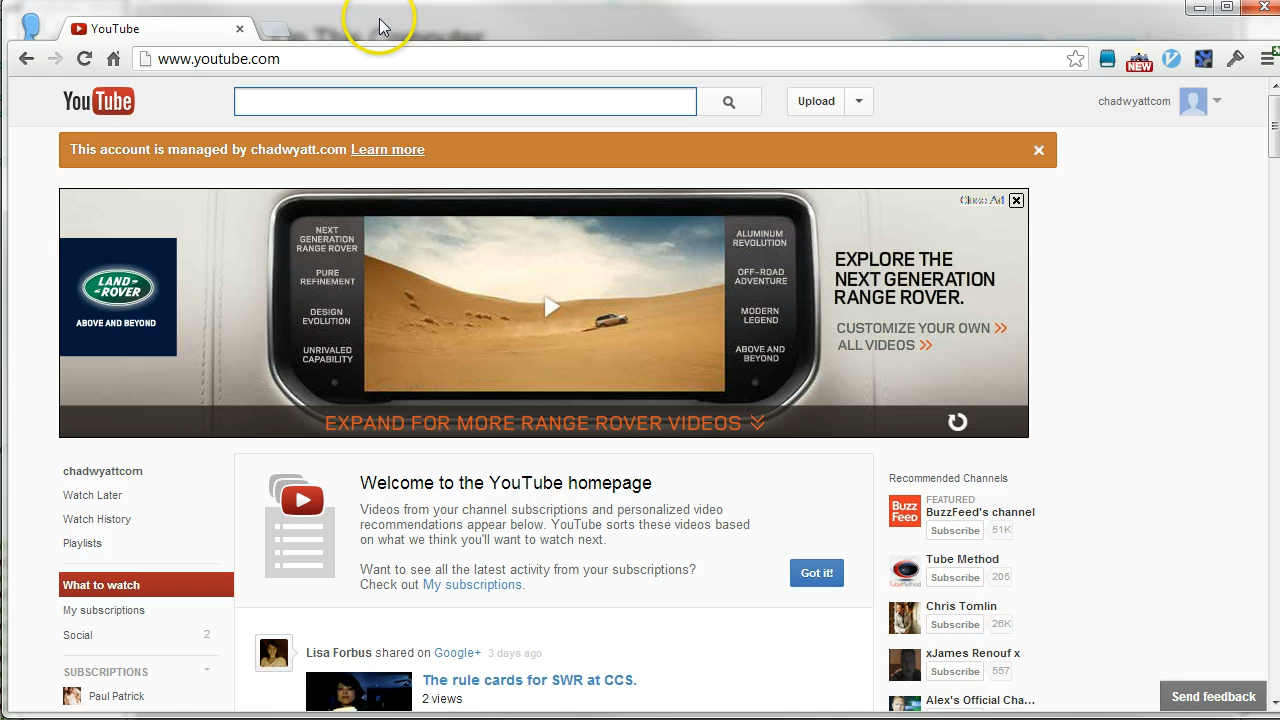 YouTube
www.youtube.com
NEW
YouTube
Upload
chadwyattcom
This account is managed by chadwyatt.com Learn more
Close Ad
LAND-
ROVER
ABOVE AND BEYOND
NEXT
GENERATION
RANGE ROVER
PURE
REFINEMENT
DESIGN
EVOLUTION
UNRIVALED
CAPABILITY
ALUMINUM
REVOLUTION
OFF-ROAD
ADVENTURE
MODERN
LEGEND
ABOVE AND
BEYOND
EXPLORE THE
NEXT GENERATION
RANGE ROVER.
CUSTOMIZE YOUR OWN >>
ALL VIDEOS >>
EXPAND FOR MORE RANGE ROVER VIDEOS
chadwyattcom
Watch Later
Watch History
Playlists
What to watch
My subscriptions
Social 2
SUBSCRIPTIONS
Paul Patrick
Welcome to the YouTube homepage
Videos from your channel subscriptions and personalized video
recommendations appear below. YouTube sorts these videos based
on what we think you'll want to watch next.
Want to see all the latest activity from your subscriptions?
Check out My subscriptions.
Got it!
Lisa Forbus shared on Google+ 3 days ago
The rule cards for SWR at CCS.
2 views
Recommended Channels
Buzz
Feed
FEATURED
BuzzFeed's channel
Subscribe 51K
Tube Method
Subscribe 205
Chris Tomlin
Subscribe 26K
xJames Renouf x
Subscribe 557
Alex's Official Cha...
Send feedback